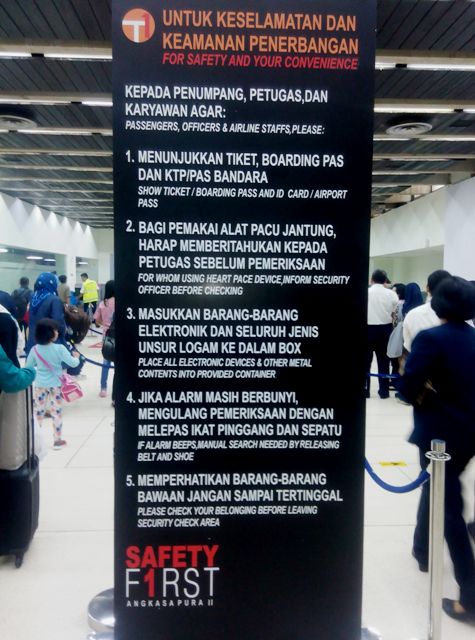 T1 UNTUK KESELAMATAN DAN
KEAMANAN PENERBANGAN
FOR SAFETY AND YOUR CONVENIENCE
KEPADA PENUMPANG, PETUGAS,DAN
KARYAWAN AGAR:
PASSENGERS, OFFICERS & AIRLINE STAFFS,PLEASE:
1. MENUNJUKKAN TIKET, BOARDING PAS
DAN KTP/PAS BANDARA
SHOW TICKET / BOARDING PASS AND ID CARD / AIRPORT
PASS
2. BAGI PEMAKAI ALAT PACU JANTUNG,
HARAP MEMBERITAHUKAN KEPADA
PETUGAS SEBELUM PEMERIKSAAN
FOR WHOM USING HEART PACE DEVICE,INFORM SECURITY
OFFICER BEFORE CHECKING
3. MASUKKAN BARANG-BARANG
ELEKTRONIK DAN SELURUH JENIS
UNSUR LOGAM KE DALAM BOX
PLACE ALL ELECTRONIC DEVICES & OTHER METAL
CONTENTS INTO PROVIDED CONTAINER
4. JIKA ALARM MASIH BERBUNYI,
MENGULANG PEMERIKSAAN DENGAN
MELEPAS IKAT PINGGANG DAN SEPATU
IF ALARM BEEPS,MANUAL SEARCH NEEDED BY RELEASING
BELT AND SHOE
5. MEMPERHATIKAN BARANG-BARANG
BAWAAN JANGAN SAMPAI TERTINGGAL
PLEASE CHECK YOUR BELONGING BEFORE LEAVING
SECURITY CHECK AREA
SAFETY
F1RST
ANGKASA PURA II